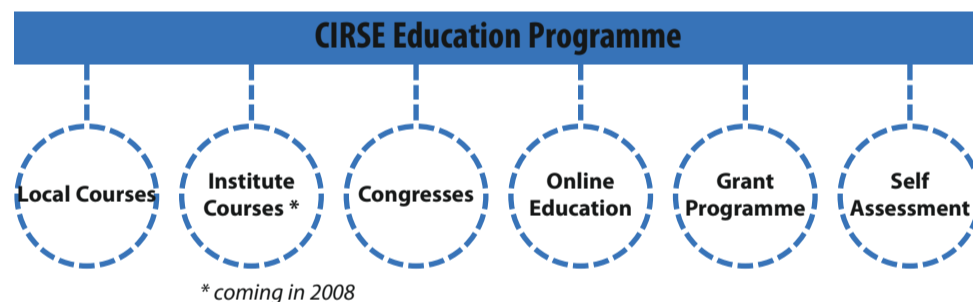 CIRSE Education Programme
Local Courses
Institute
Courses *
Congresses
Online
Education
Grant
Programme
Self
Assessment
* coming in 2008